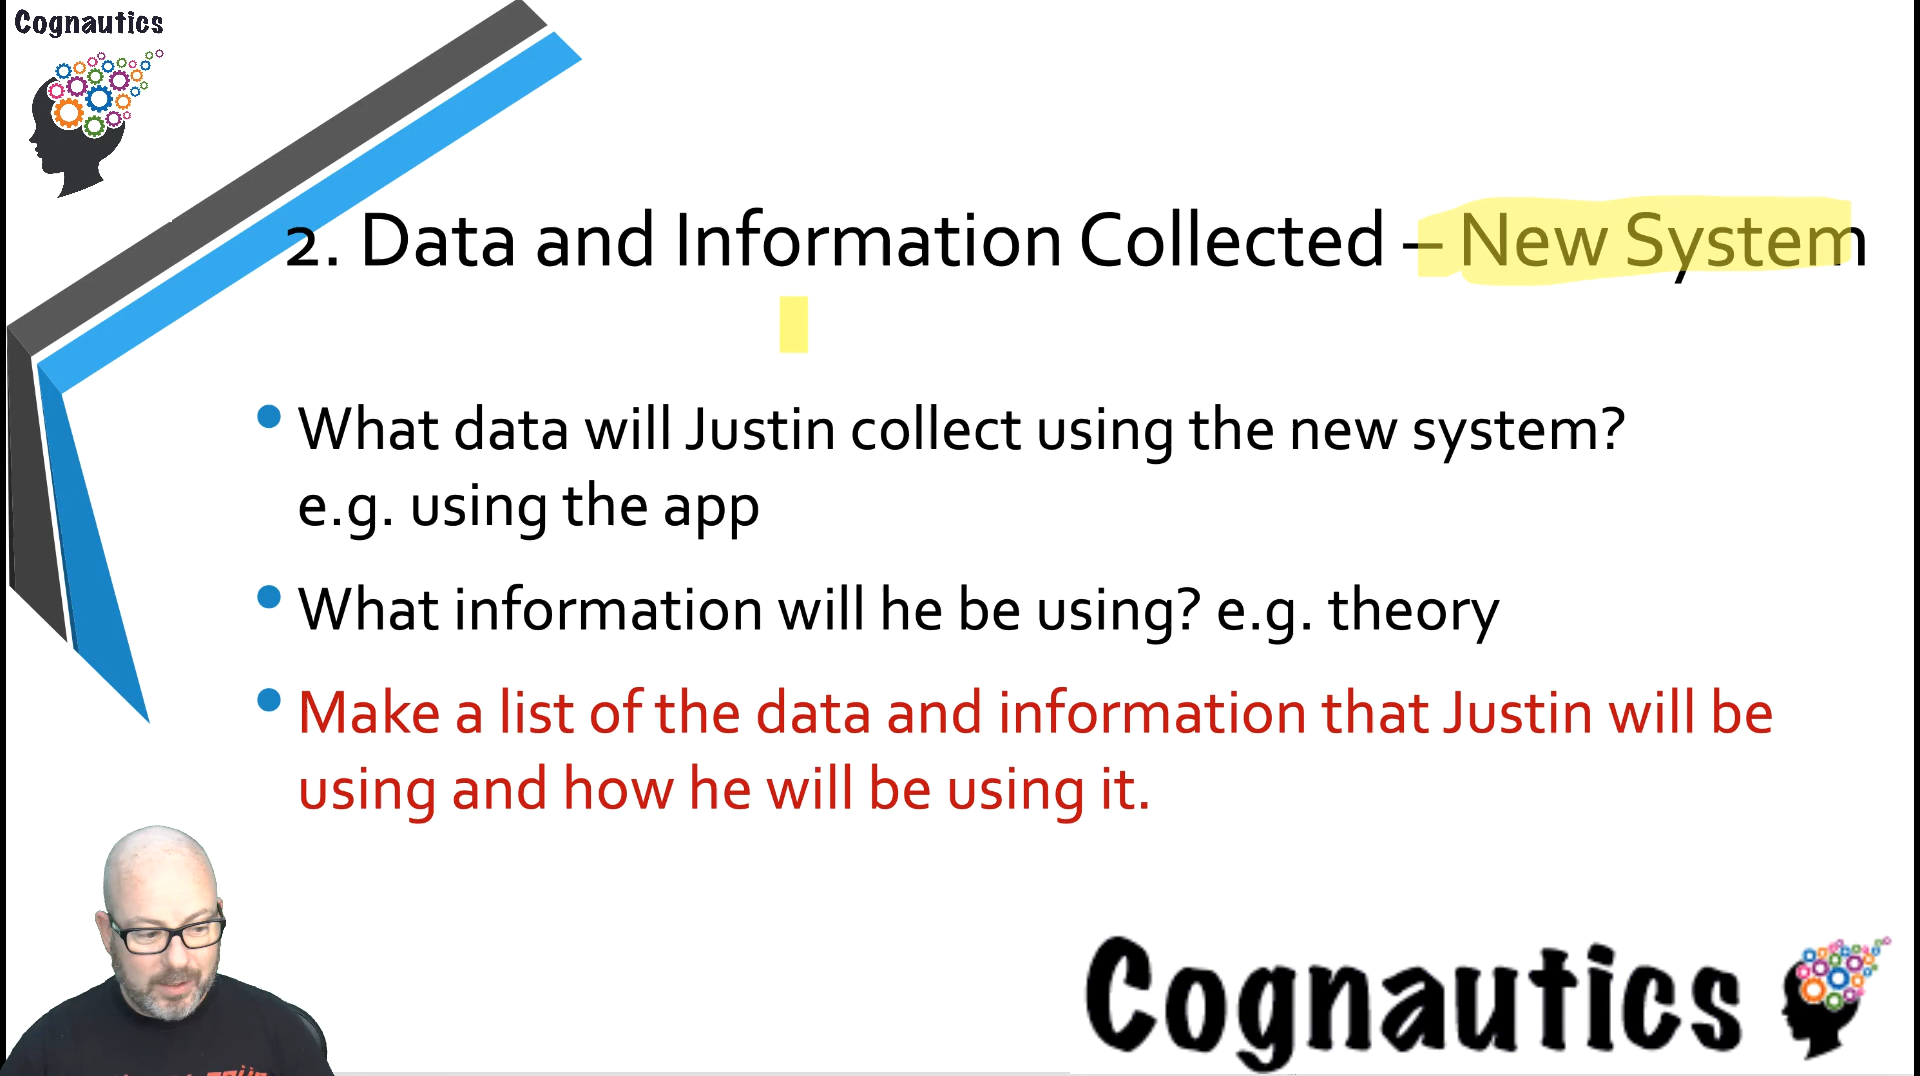 Cognautics
2. Data and Information Collected – New System
• What data will Justin collect using the new system?
e.g. using the app
• What information will he be using? e.g. theory
• Make a list of the data and information that Justin will be
using and how he will be using it.
Cognautics